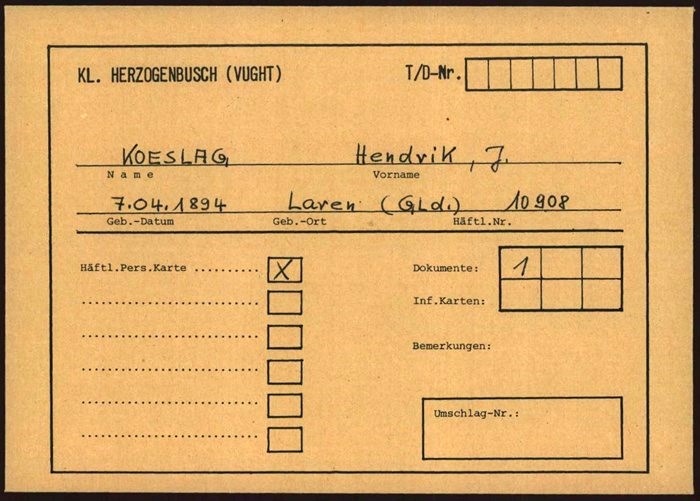 KL. HERZOGENBUSCH (VUGHT) T/D-Nr.
KOESLAG Hendrik, J.
Name Vorname
7.04.1894 Laren (Gld.) 10908
Geb.-Datum Geb.-Ort Häftl.Nr.
Häftl.Pers.Karte .......... X Dokumente: 1
Inf.Karten:
Bemerkungen:
Umschlag-Nr.: